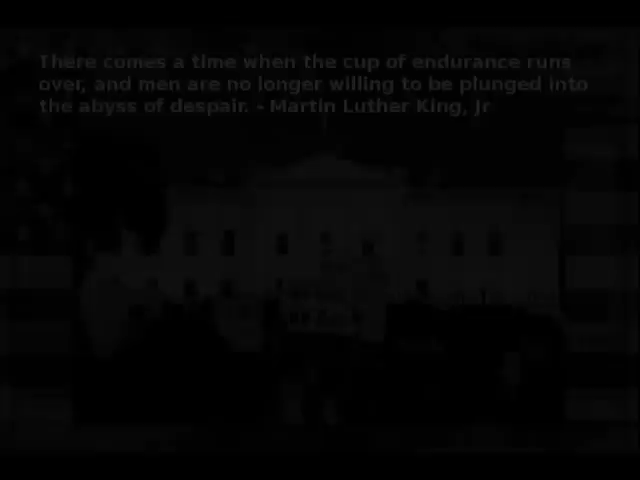 There comes a time when the cup of endurance runs
over, and men are no longer willing to be plunged into
the abyss of despair. - Martin Luther King, Jr